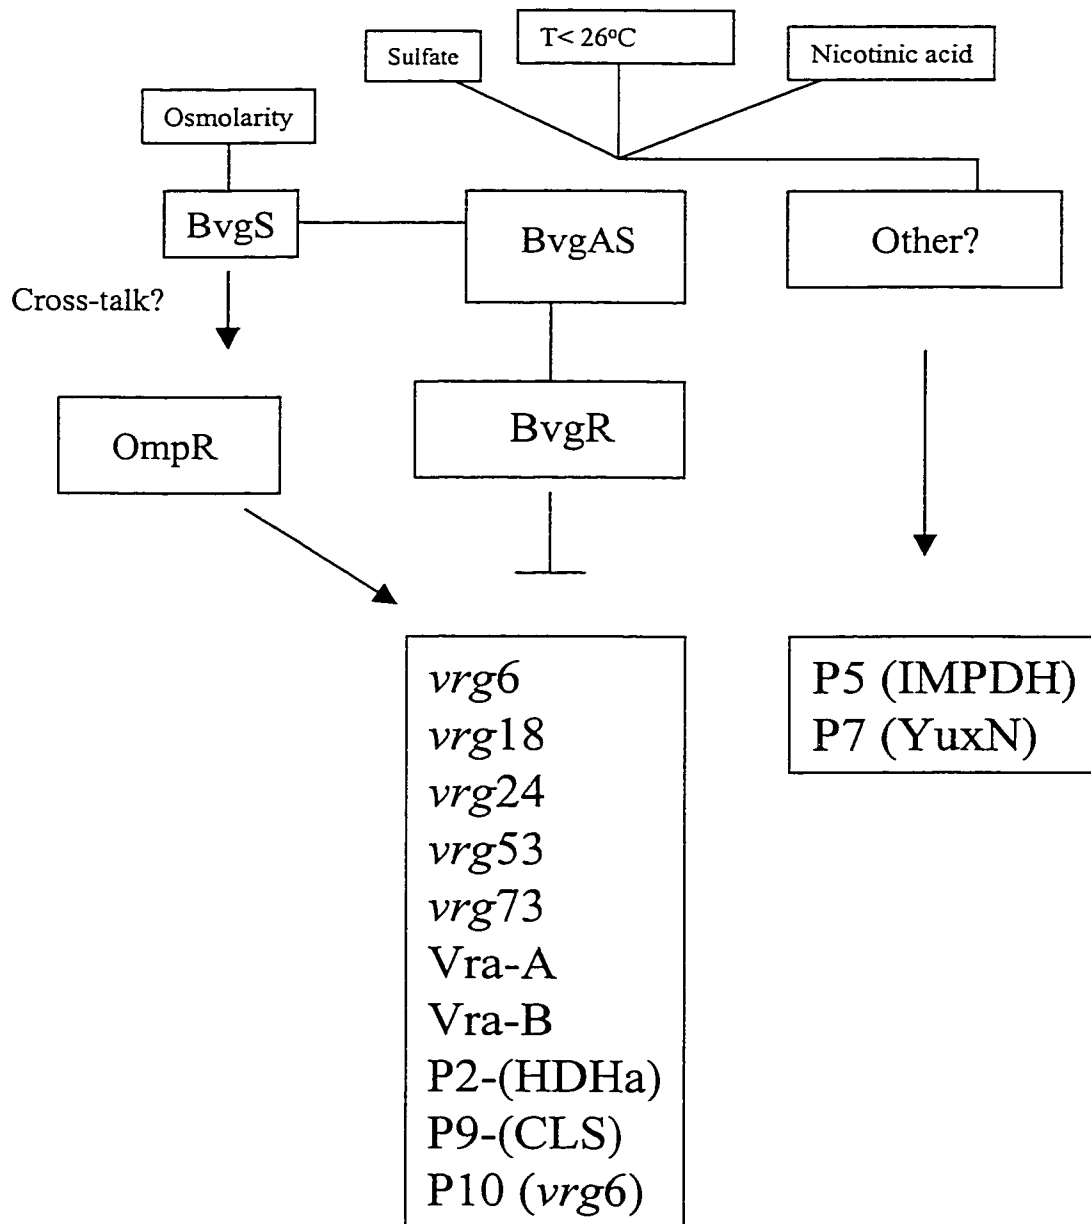 T< 26°C
Sulfate
Nicotinic acid
Osmolarity
BvgS
BvgAS
Other?
Cross-talk?
OmpR
BvgR
vrg6
vrg18
vrg24
vrg53
vrg73
Vra-A
Vra-B
P2-(HDHa)
P9-(CLS)
P10 (vrg6)
P5 (IMPDH)
P7 (YuxN)